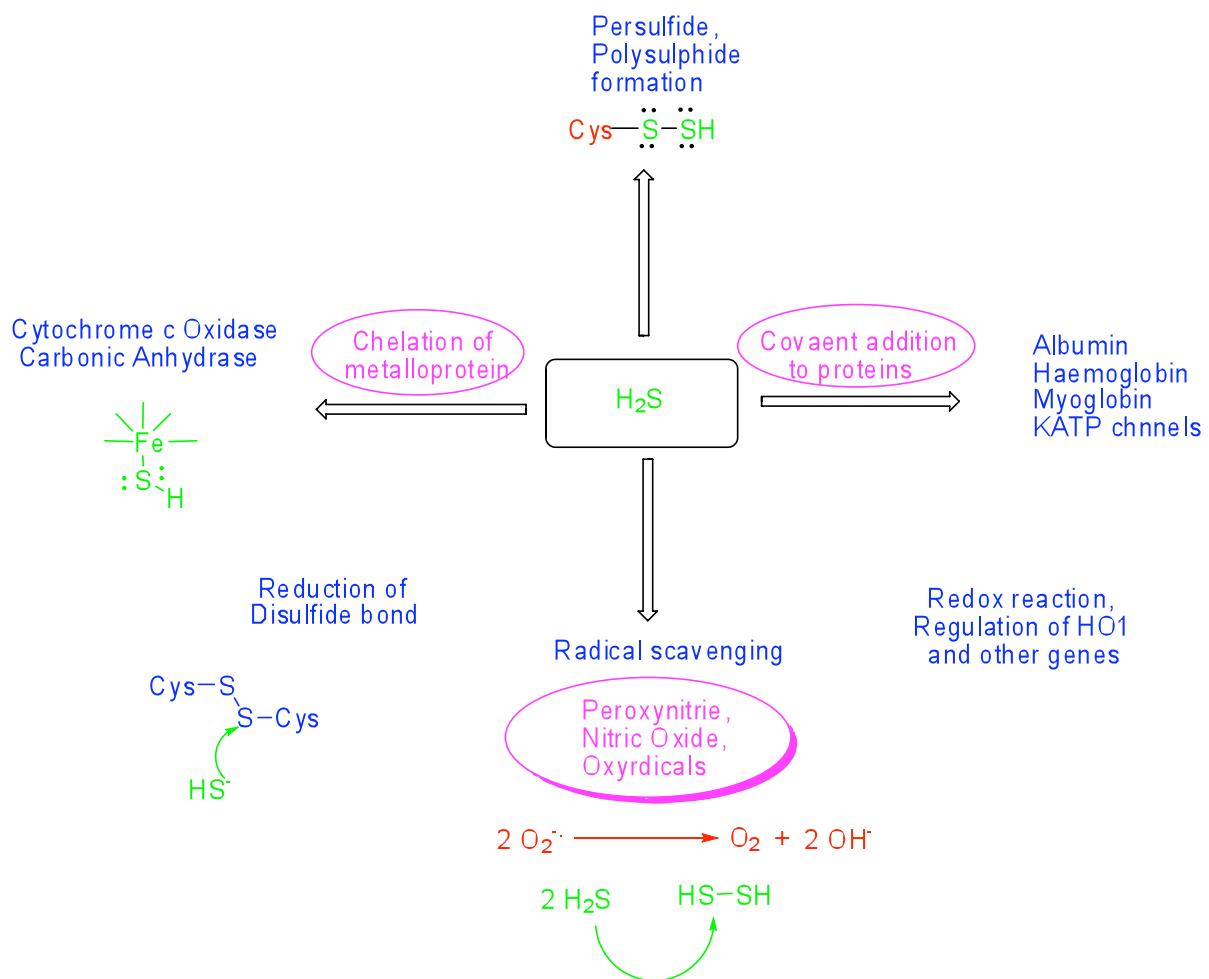 Persulfide,
Polysulphide
formation
Cys—S—SH
Cytochrome c Oxidase
Carbonic Anhydrase
Chelation of
metalloprotein
H₂S
Covaent addition
to proteins
Albumin
Haemoglobin
Myoglobin
KATP chnnels
Fe
S
H
Reduction of
Disulfide bond
Cys—S
S—Cys
HS⁻
Radical scavenging
Peroxynitrie,
Nitric Oxide,
Oxyrdicals
Redox reaction,
Regulation of HO1
and other genes
2 O₂⁻· → O₂ + 2 OH⁻
2 H₂S HS—SH